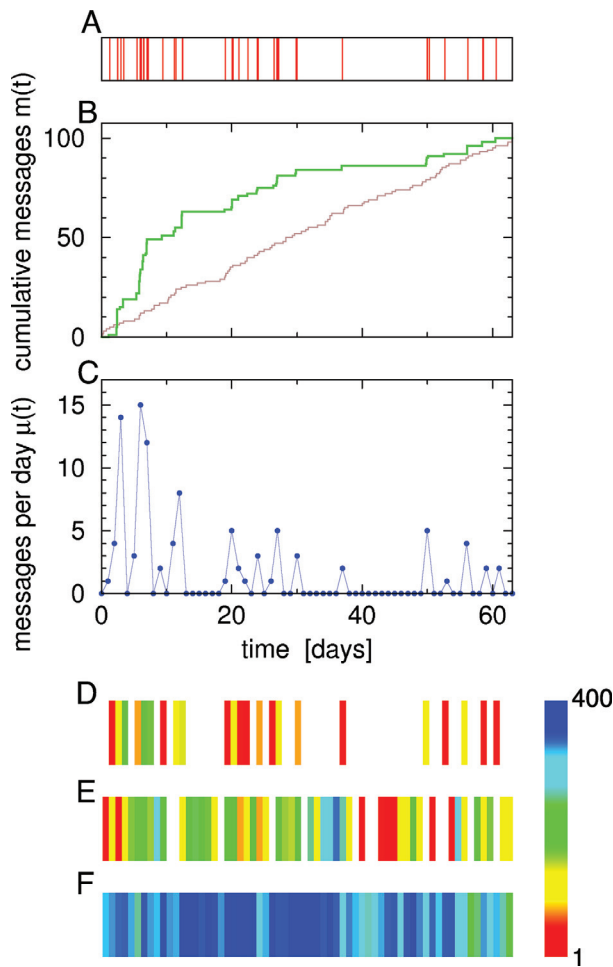 A
B
cumulative messages m(t)
100
50
0
C
messages per day μ(t)
15
10
5
0
0 20 40 60
time [days]
D
400
E
F
1